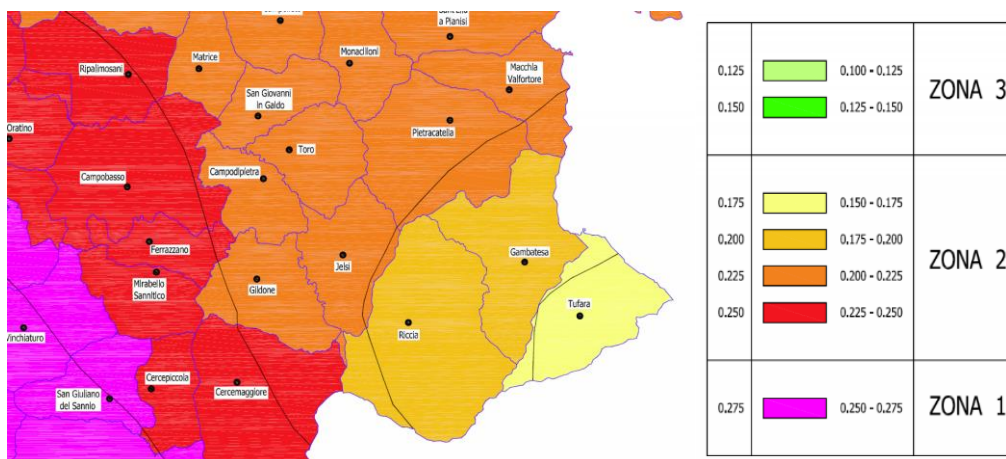 a Pianisi
Ripalimosani
Matrice
Monacilioni
Macchia
Valfortore
San Giovanni
in Galdo
Oratino
Pietracatella
Toro
Campodipietra
Campobasso
Ferrazzano
Gambatesa
Jelsi
Mirabello
Sannitico
Gildone
Tufara
Vinchiaturo
Riccia
Cercepiccola
San Giuliano
del Sannio
Cercemaggiore
0,125
0,100 - 0,125
0,150
0,125 - 0,150
ZONA 3
0,175
0,150 - 0,175
0,200
0,175 - 0,200
0,225
0,200 - 0,225
0,250
0,225 - 0,250
ZONA 2
0,275
0,250 - 0,275
ZONA 1